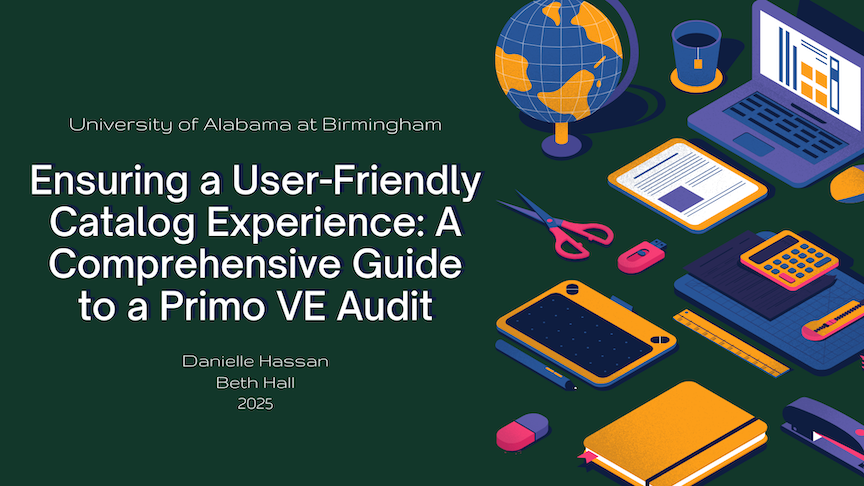 University of Alabama at Birmingham
Ensuring a User-Friendly
Catalog Experience: A
Comprehensive Guide
to a Primo VE Audit
Danielle Hassan
Beth Hall
2025